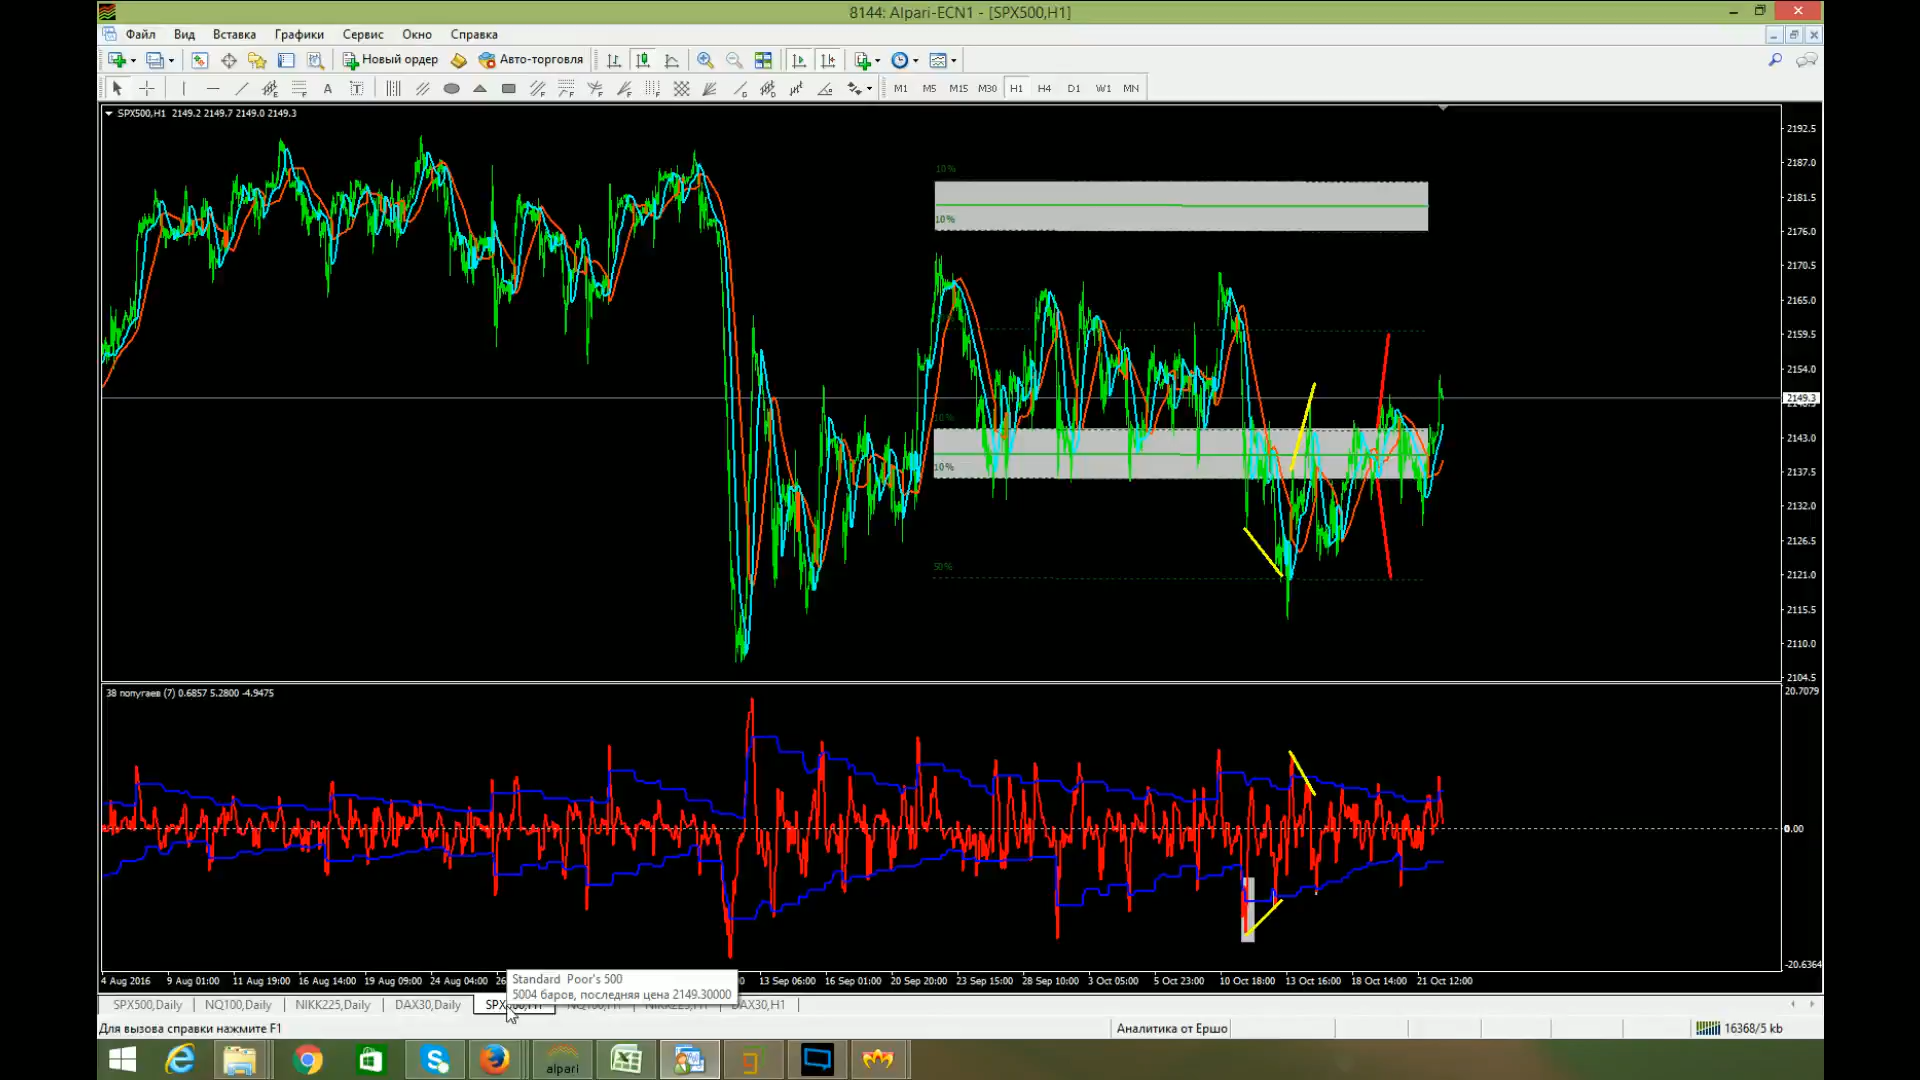 8144: Alpari-ECN1 - [SPX500,H1]
Файл Вид Вставка Графики Сервис Окно Справка
Новый ордер Авто-торговля
A T M1 M5 M15 M30 H1 H4 D1 W1 MN
SPX500,H1 2149.2 2149.7 2149.0 2149.3
2192.5
2187.0
2181.5
2176.0
2170.5
2165.0
2159.5
2154.0
2149.3
2143.0
2137.5
2132.0
2126.5
2121.0
2115.5
2110.0
2104.5
10%
10%
10%
10%
50%
38 попугаев (7) 0.6857 5.2800 -4.9475
20.7079
0.00
-20.6364
4 Aug 2016 9 Aug 01:00 11 Aug 19:00 16 Aug 14:00 19 Aug 09:00 24 Aug 04:00 13 Sep 06:00 16 Sep 01:00 20 Sep 20:00 23 Sep 15:00 28 Sep 10:00 3 Oct 05:00 5 Oct 23:00 10 Oct 18:00 13 Oct 16:00 18 Oct 14:00 21 Oct 12:00
Standard Poor's 500
5004 баров, последняя цена 2149.30000
SPX500,Daily NQ100,Daily NIKK225,Daily DAX30,Daily SPX500,H1 NQ100,H1 NIKK225,H1 DAX30,H1
Для вызова справки нажмите F1 Аналитика от Ершо 16368/5 kb
alpari